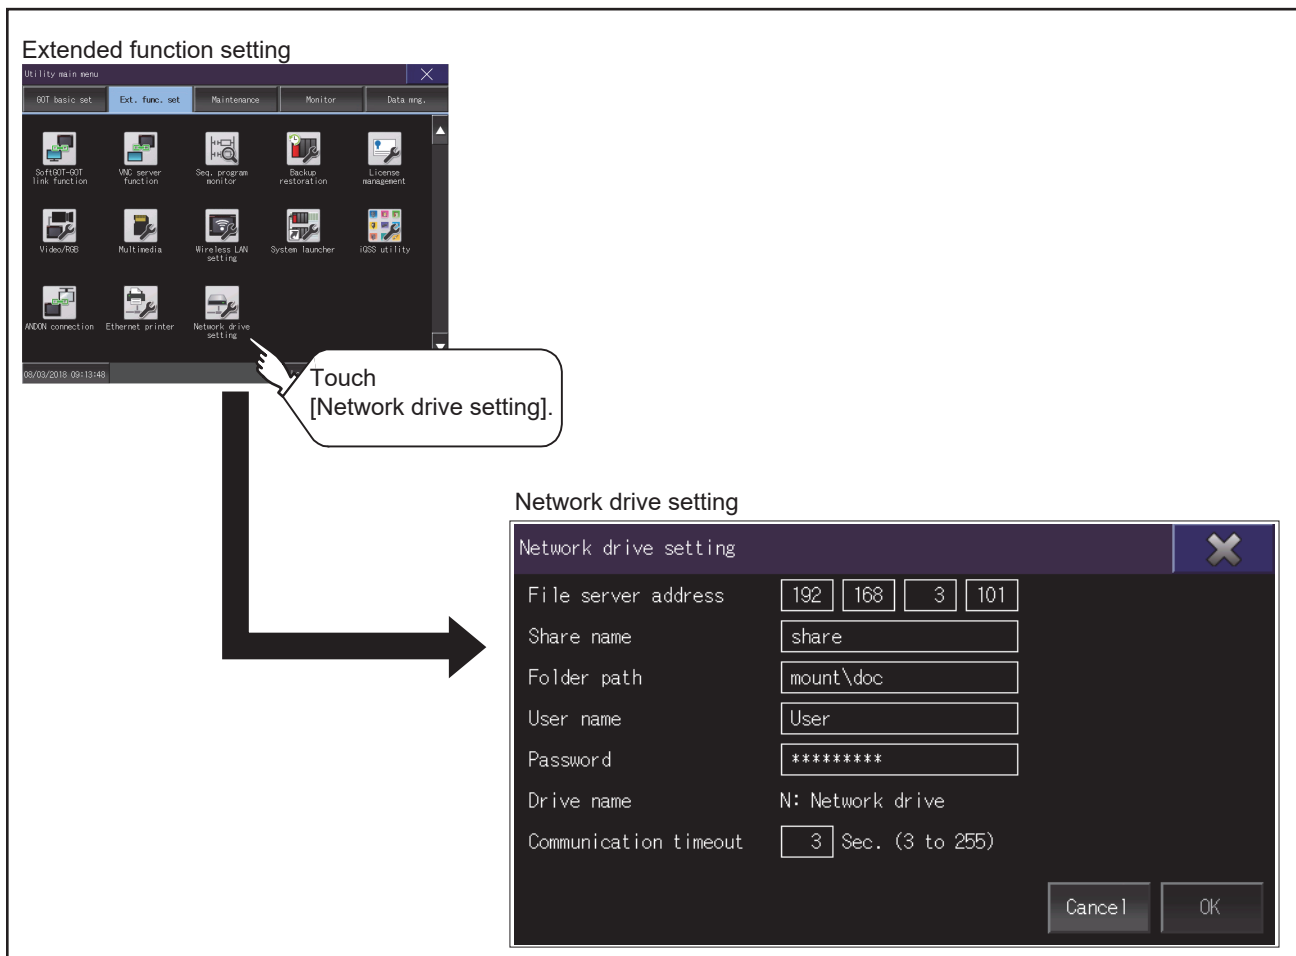 Extended function setting
Utility main menu
GOT basic set Ext. func. set Maintenance Monitor Data mng.
SoftGOT-GOT VNC server Seq. program Backup License
link function function monitor restoration management
Video/RGB Multimedia Wireless LAN System launcher iQSS utility
setting
ANDON connection Ethernet printer Network drive
setting
08/03/2018 09:13:48
Touch
[Network drive setting].
Network drive setting
Network drive setting
File server address 192 168 3 101
Share name share
Folder path mount\doc
User name User
Password *********
Drive name N: Network drive
Communication timeout 3 Sec. (3 to 255)
Cancel OK